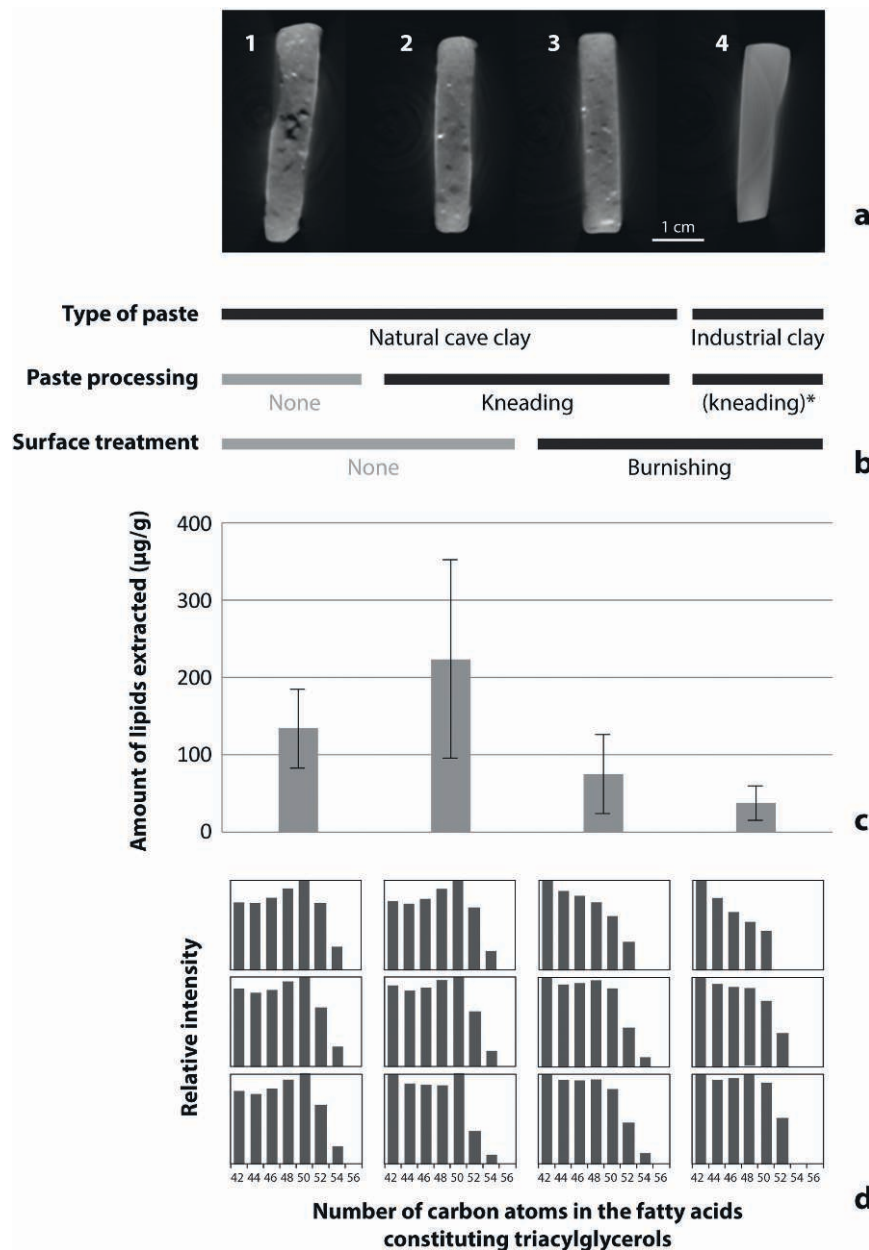 1 2 3 4
1 cm
a
Type of paste
Natural cave clay Industrial clay
Paste processing
None Kneading (kneading)*
Surface treatment
None Burnishing
b
Amount of lipids extracted (µg/g)
400
300
200
100
0
c
Relative intensity
42 44 46 48 50 52 54 56 42 44 46 48 50 52 54 56 42 44 46 48 50 52 54 56 42 44 46 48 50 52 54 56
d
Number of carbon atoms in the fatty acids
constituting triacylglycerols